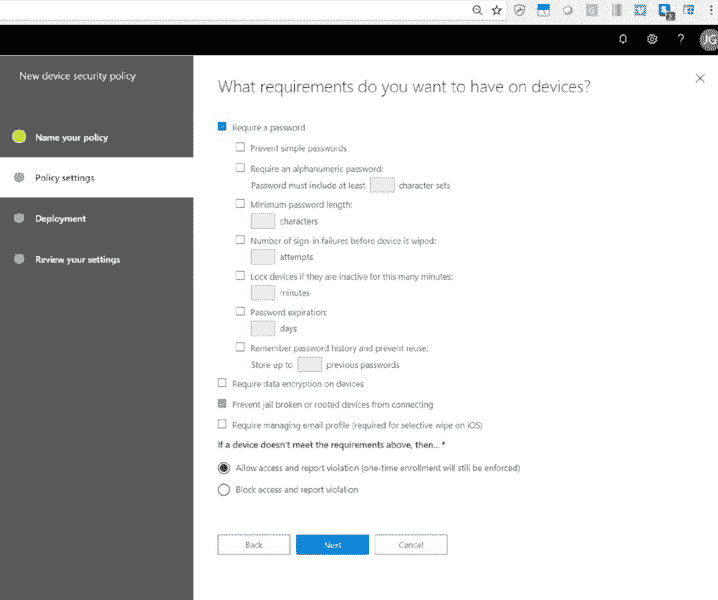 2
?
JG
New device security policy
What requirements do you want to have on devices?
Name your policy
Policy settings
Deployment
Review your settings
Require a password
Prevent simple passwords
Require an alphanumeric password:
Password must include at least character sets
Minimum password length:
characters
Number of sign-in failures before device is wiped:
attempts
Lock devices if they are inactive for this many minutes:
minutes
Password expiration:
days
Remember password history and prevent reuse:
Store up to previous passwords
Require data encryption on devices
Prevent jail broken or rooted devices from connecting
Require managing email profile (required for selective wipe on iOS)
If a device doesn't meet the requirements above, then... *
Allow access and report violation (one-time enrollment will still be enforced)
Block access and report violation
Back Next Cancel